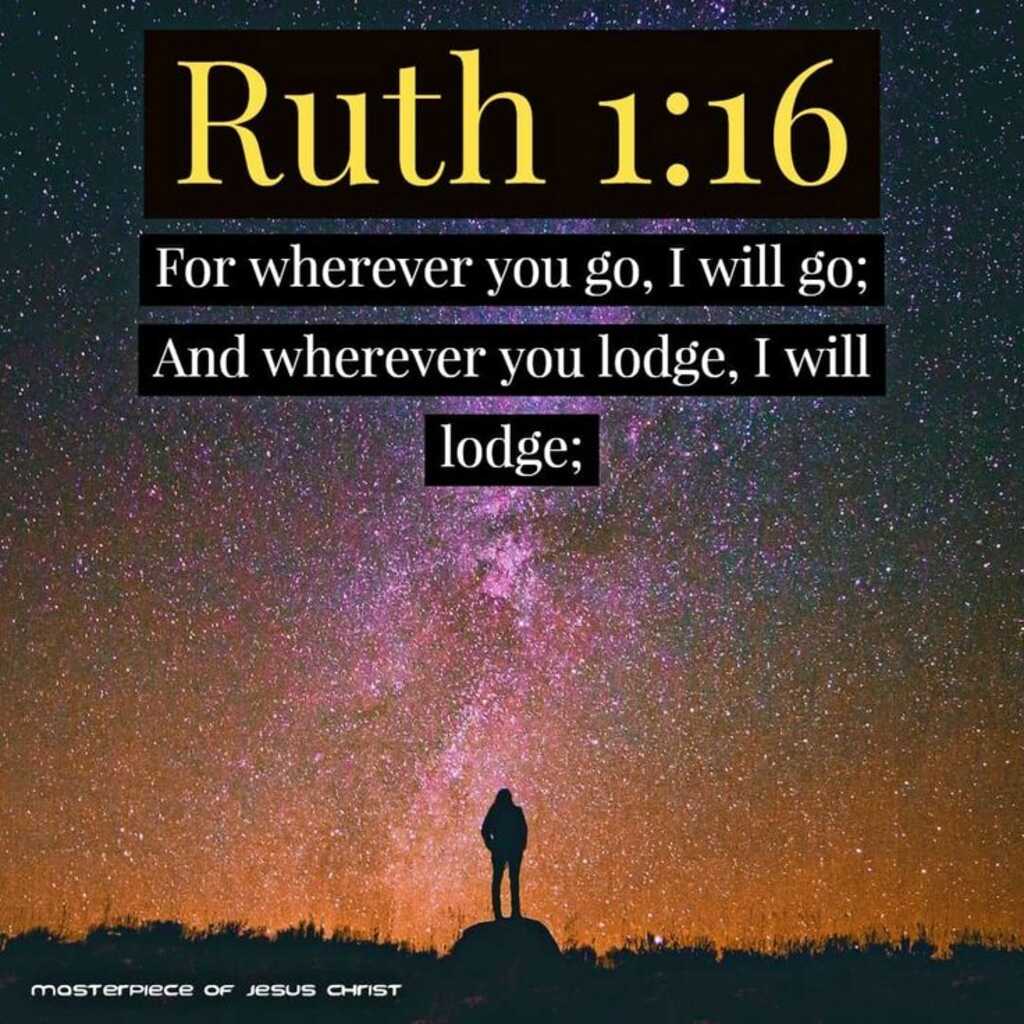 Ruth 1:16
For wherever you go, I will go;
And wherever you lodge, I will
lodge;
masterpiece of Jesus Christ